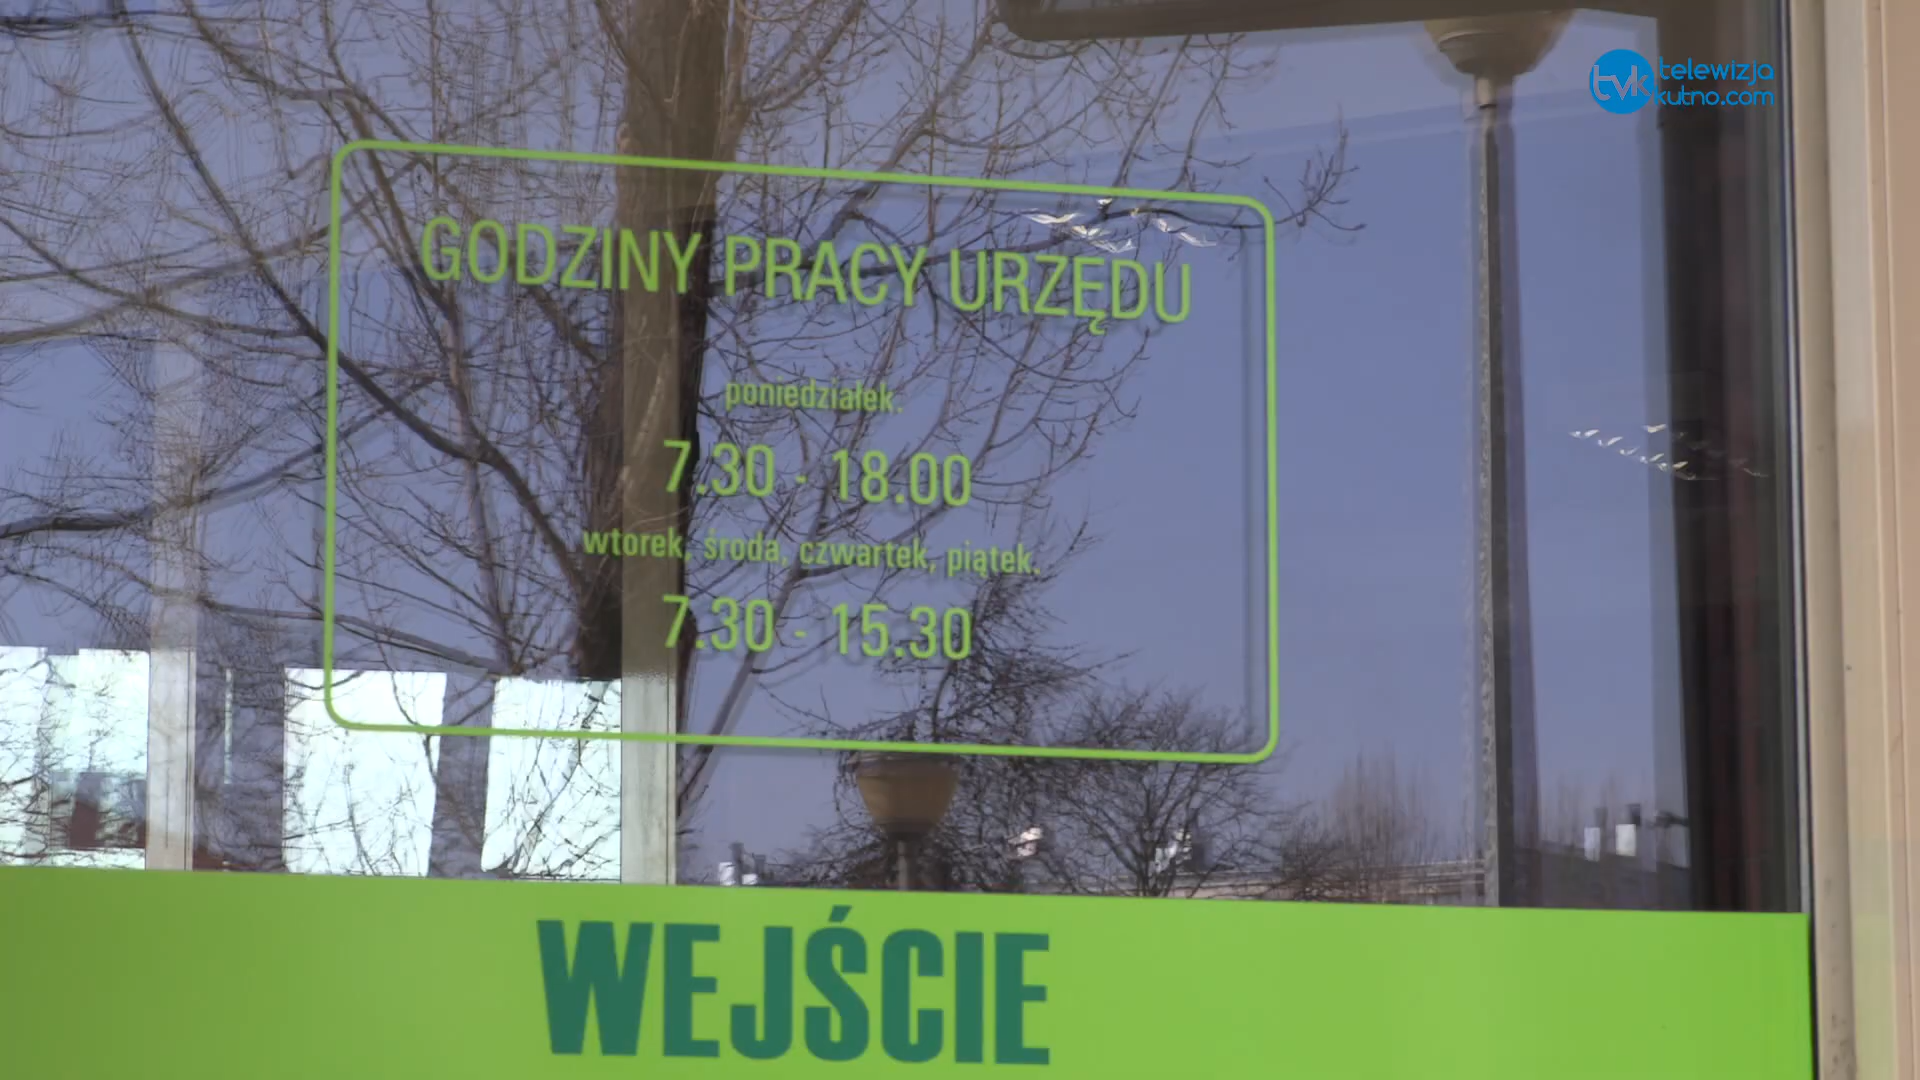 tvk telewizja
kutno.com
GODZINY PRACY URZĘDU
poniedziałek.
7.30 - 18.00
wtorek, środa, czwartek, piątek.
7.30 - 15.30
WEJŚCIE